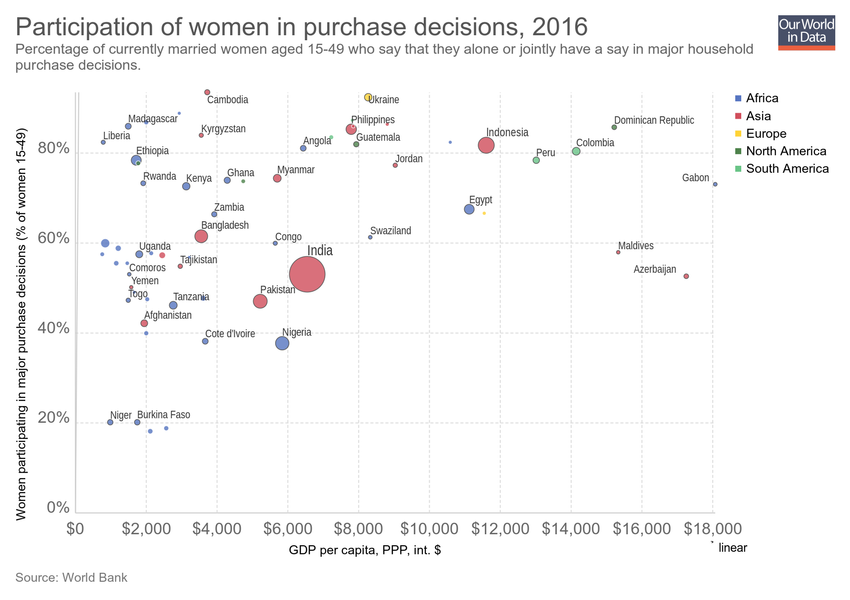 Participation of women in purchase decisions, 2016
Our World
in Data
Percentage of currently married women aged 15-49 who say that they alone or jointly have a say in major household
purchase decisions.
Women participating in major purchase decisions (% of women 15-49)
80%
60%
40%
20%
0%
Cambodia
Ukraine
Madagascar
Kyrgyzstan
Philippines
Dominican Republic
Liberia
Angola
Guatemala
Indonesia
Ethiopia
Jordan
Peru
Colombia
Rwanda
Kenya
Ghana
Myanmar
Gabon
Zambia
Egypt
Bangladesh
Congo
Swaziland
Uganda
India
Maldives
Comoros
Tajikistan
Azerbaijan
Yemen
Togo
Tanzania
Pakistan
Afghanistan
Cote d'Ivoire
Nigeria
Niger
Burkina Faso
Africa
Asia
Europe
North America
South America
$0
$2,000
$4,000
$6,000
$8,000
$10,000
$12,000
$14,000
$16,000
$18,000
GDP per capita, PPP, int. $
linear
Source: World Bank